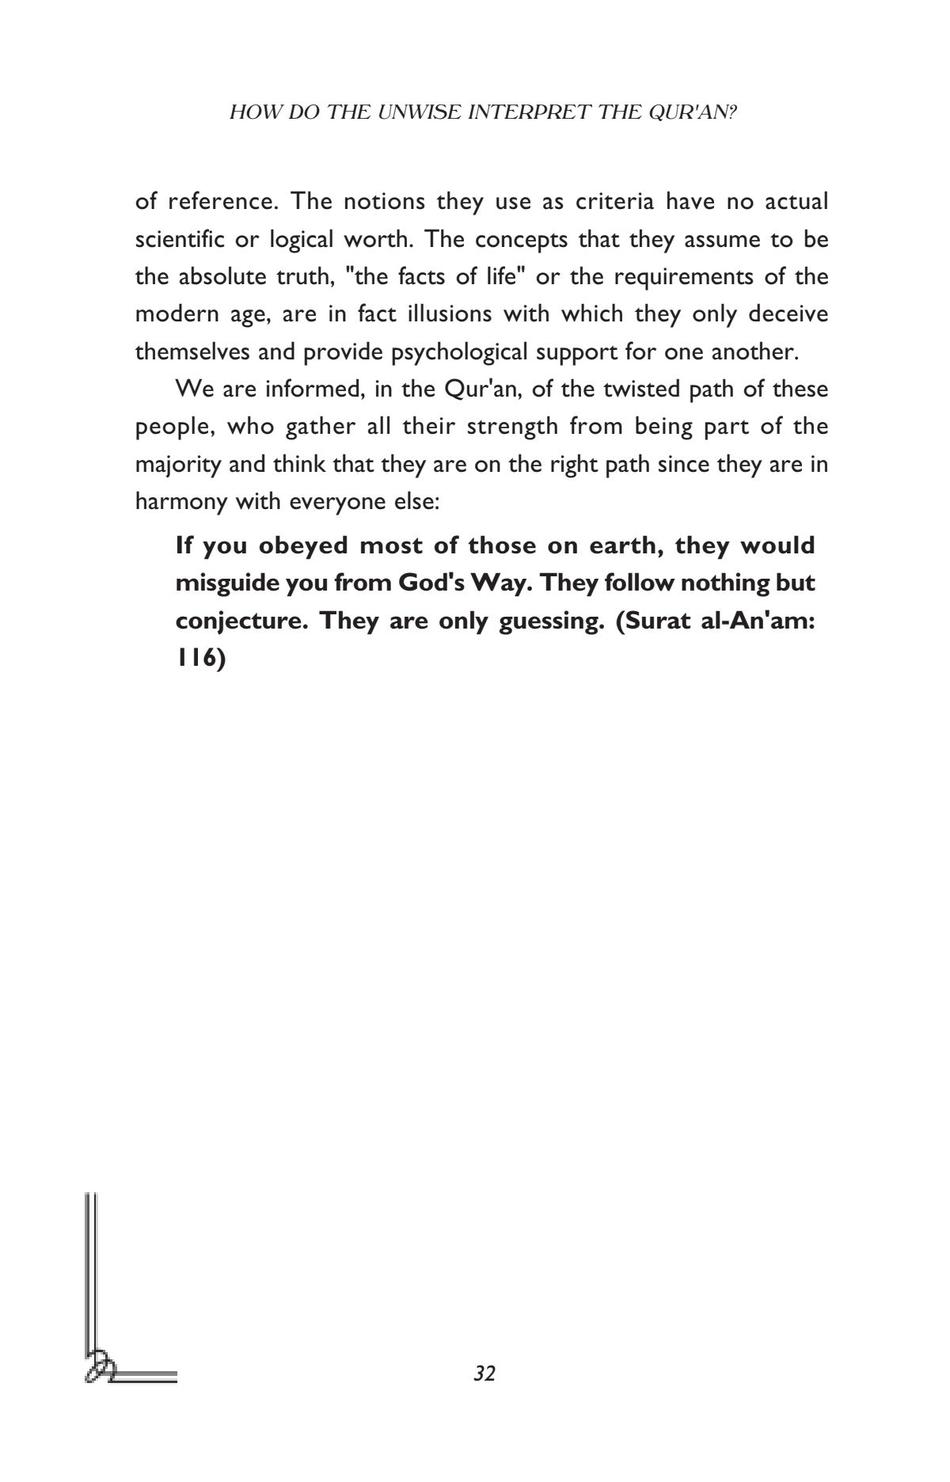 HOW DO THE UNWISE INTERPRET THE QUR'AN?
of reference. The notions they use as criteria have no actual
scientific or logical worth. The concepts that they assume to be
the absolute truth, "the facts of life" or the requirements of the
modern age, are in fact illusions with which they only deceive
themselves and provide psychological support for one another.
We are informed, in the Qur'an, of the twisted path of these
people, who gather all their strength from being part of the
majority and think that they are on the right path since they are in
harmony with everyone else:
If you obeyed most of those on earth, they would
misguide you from God's Way. They follow nothing but
conjecture. They are only guessing. (Surat al-An'am:
116)
32